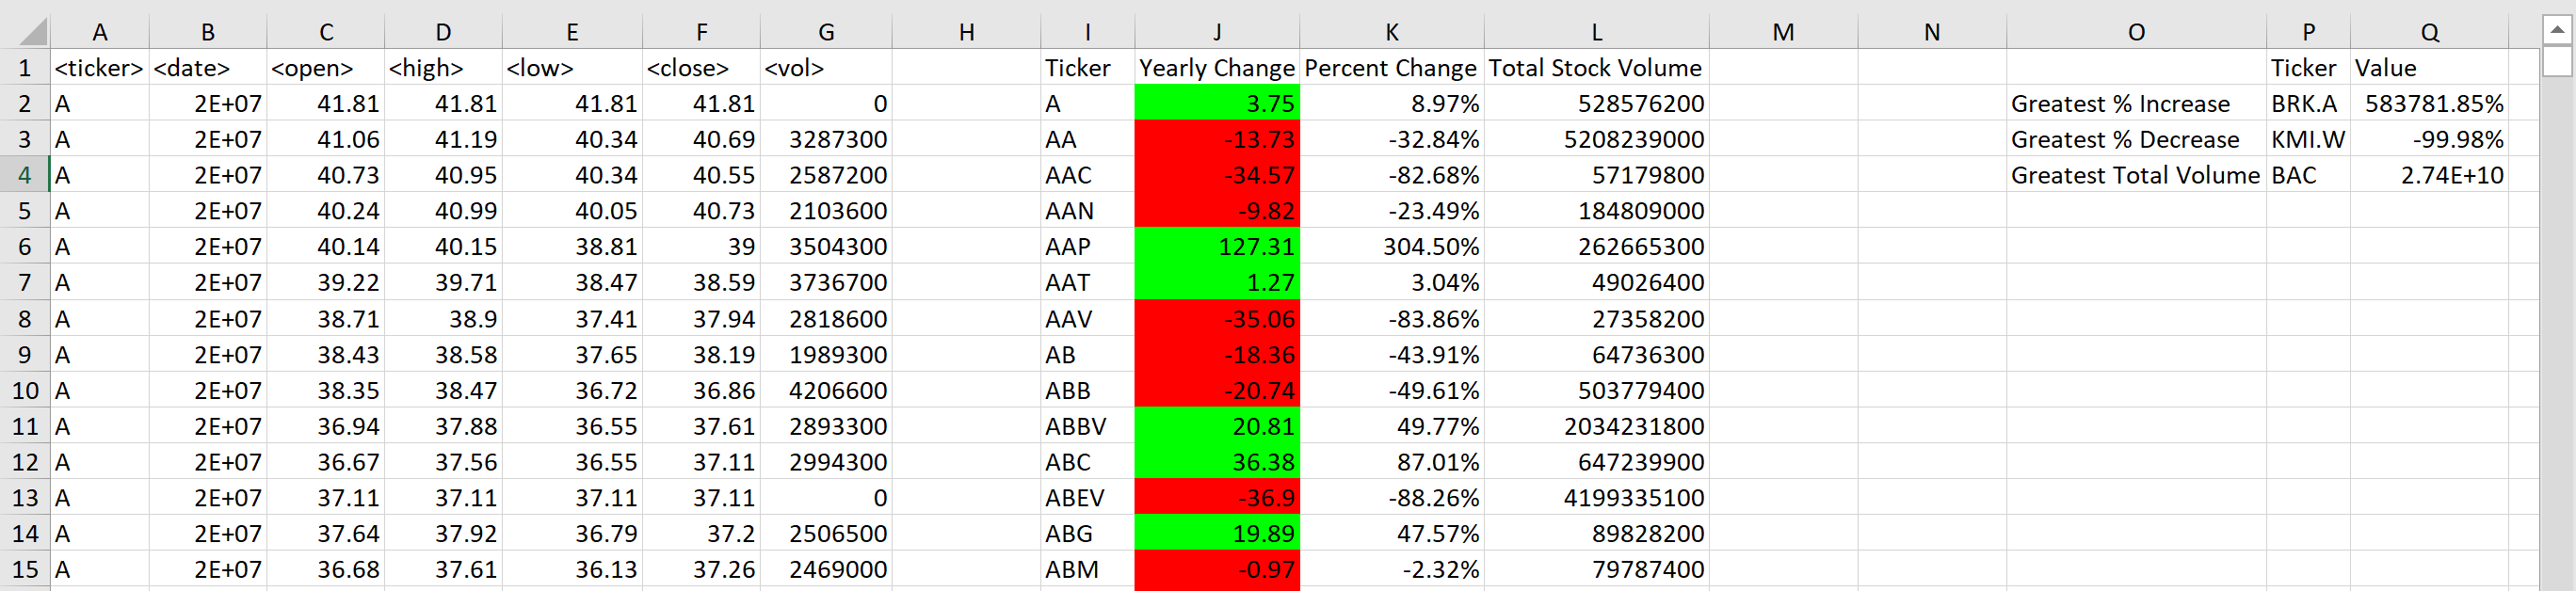 A B C D E F G H I J K L M N O P Q
1 <ticker> <date> <open> <high> <low> <close> <vol> Ticker Yearly Change Percent Change Total Stock Volume Ticker Value
2 A 2E+07 41.81 41.81 41.81 41.81 0 A 3.75 8.97% 528576200 Greatest % Increase BRK.A 583781.85%
3 A 2E+07 41.06 41.19 40.34 40.69 3287300 AA -13.73 -32.84% 5208239000 Greatest % Decrease KMI.W -99.98%
4 A 2E+07 40.73 40.95 40.34 40.55 2587200 AAC -34.57 -82.68% 57179800 Greatest Total Volume BAC 2.74E+10
5 A 2E+07 40.24 40.99 40.05 40.73 2103600 AAN -9.82 -23.49% 184809000
6 A 2E+07 40.14 40.15 38.81 39 3504300 AAP 127.31 304.50% 262665300
7 A 2E+07 39.22 39.71 38.47 38.59 3736700 AAT 1.27 3.04% 49026400
8 A 2E+07 38.71 38.9 37.41 37.94 2818600 AAV -35.06 -83.86% 27358200
9 A 2E+07 38.43 38.58 37.65 38.19 1989300 AB -18.36 -43.91% 64736300
10 A 2E+07 38.35 38.47 36.72 36.86 4206600 ABB -20.74 -49.61% 503779400
11 A 2E+07 36.94 37.88 36.55 37.61 2893300 ABBV 20.81 49.77% 2034231800
12 A 2E+07 36.67 37.56 36.55 37.11 2994300 ABC 36.38 87.01% 647239900
13 A 2E+07 37.11 37.11 37.11 37.11 0 ABEV -36.9 -88.26% 4199335100
14 A 2E+07 37.64 37.92 36.79 37.2 2506500 ABG 19.89 47.57% 89828200
15 A 2E+07 36.68 37.61 36.13 37.26 2469000 ABM -0.97 -2.32% 79787400